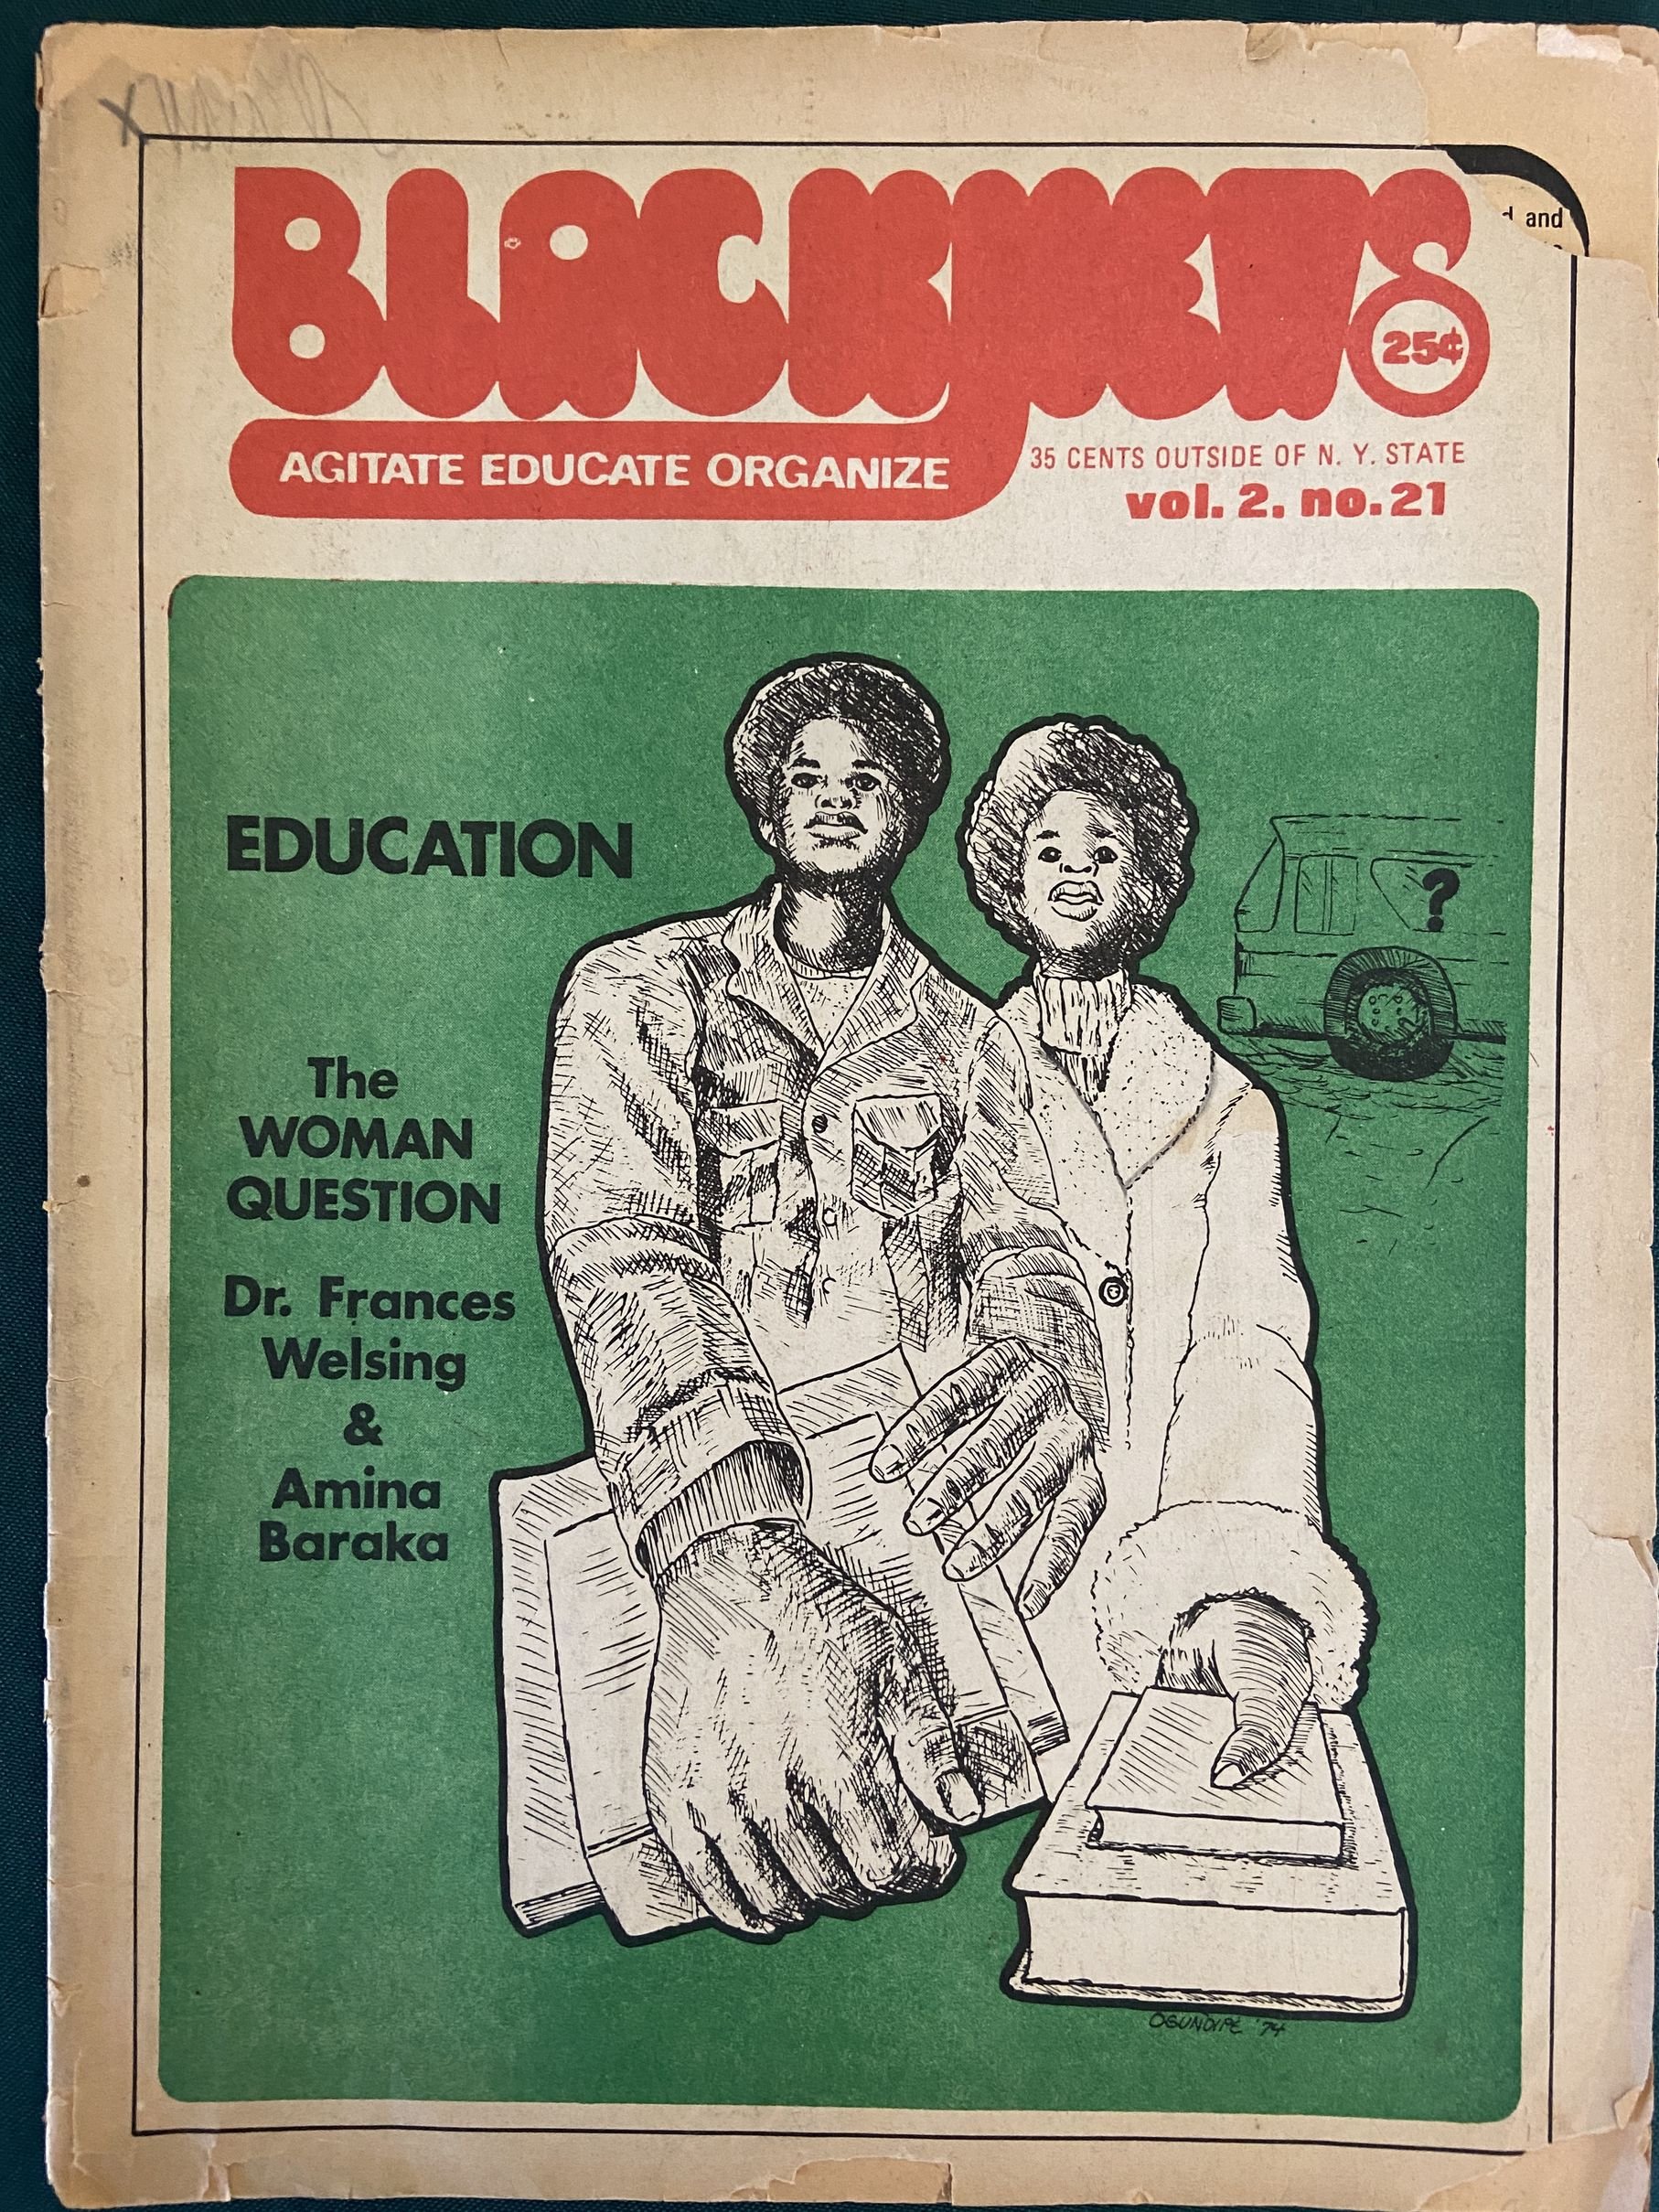 d and
BLACK NEWS
25¢
AGITATE EDUCATE ORGANIZE
35 CENTS OUTSIDE OF N. Y. STATE
vol. 2. no.21
EDUCATION
?
The
WOMAN
QUESTION
Dr. Frances
Welsing
&
Amina
Baraka
OGUNDIPE '74